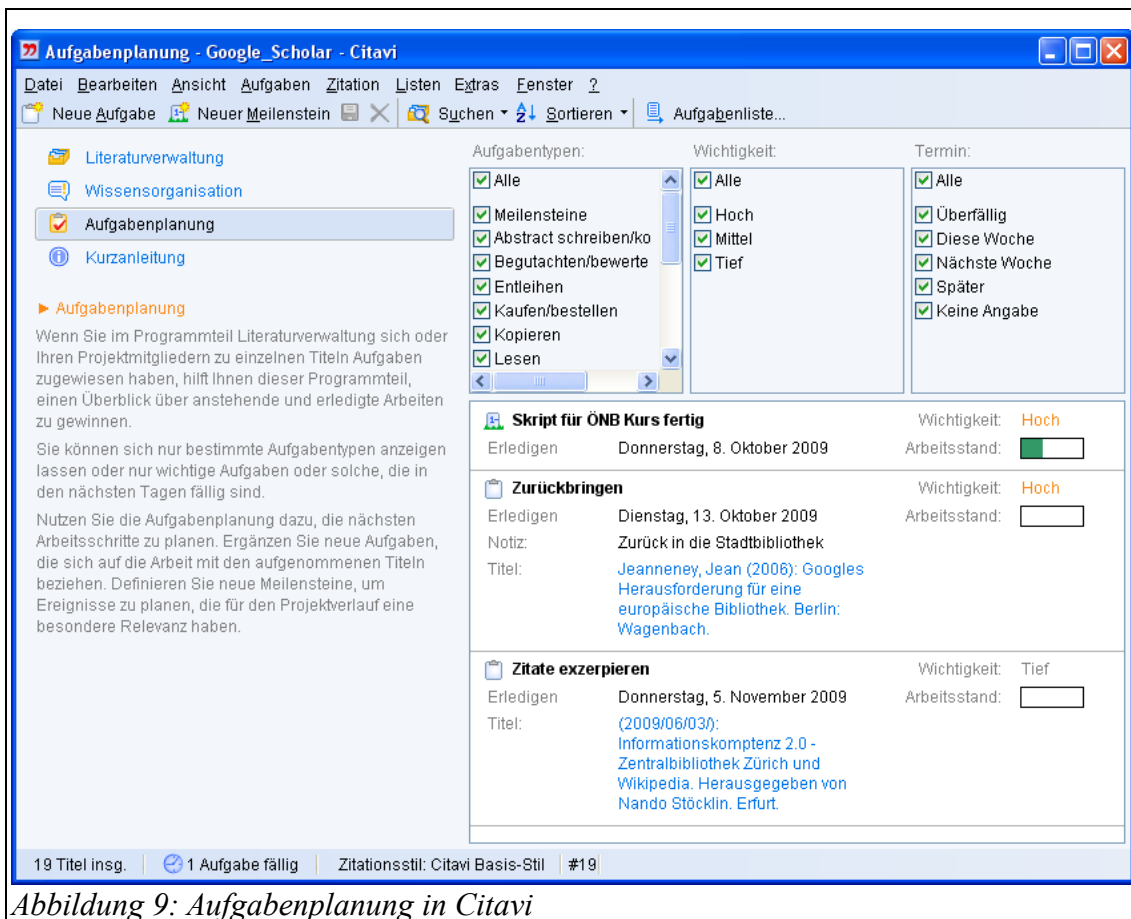 Aufgabenplanung - Google_Scholar - Citavi
Datei Bearbeiten Ansicht Aufgaben Zitation Listen Extras Fenster ?
Neue Aufgabe Neuer Meilenstein Suchen Sortieren Aufgabenliste...
Literaturverwaltung
Wissensorganisation
Aufgabenplanung
Kurzanleitung
Aufgabenplanung
Wenn Sie im Programmteil Literaturverwaltung sich oder
Ihren Projektmitgliedern zu einzelnen Titeln Aufgaben
zugewiesen haben, hilft Ihnen dieser Programmteil,
einen Überblick über anstehende und erledigte Arbeiten
zu gewinnen.
Sie können sich nur bestimmte Aufgabentypen anzeigen
lassen oder nur wichtige Aufgaben oder solche, die in
den nächsten Tagen fällig sind.
Nutzen Sie die Aufgabenplanung dazu, die nächsten
Arbeitsschritte zu planen. Ergänzen Sie neue Aufgaben,
die sich auf die Arbeit mit den aufgenommenen Titeln
beziehen. Definieren Sie neue Meilensteine, um
Ereignisse zu planen, die für den Projektverlauf eine
besondere Relevanz haben.
Aufgabentypen:
Alle
Meilensteine
Abstract schreiben/ko
Begutachten/bewerte
Entleihen
Kaufen/bestellen
Kopieren
Lesen
Wichtigkeit:
Alle
Hoch
Mittel
Tief
Termin:
Alle
Überfällig
Diese Woche
Nächste Woche
Später
Keine Angabe
Skript für ÖNB Kurs fertig Wichtigkeit: Hoch
Erledigen Donnerstag, 8. Oktober 2009 Arbeitsstand:
Zurückbringen Wichtigkeit: Hoch
Erledigen Dienstag, 13. Oktober 2009 Arbeitsstand:
Notiz: Zurück in die Stadtbibliothek
Titel: Jeanneney, Jean (2006): Googles
Herausforderung für eine
europäische Bibliothek. Berlin:
Wagenbach.
Zitate exzerpieren Wichtigkeit: Tief
Erledigen Donnerstag, 5. November 2009 Arbeitsstand:
Titel: (2009/06/03/):
Informationskomptenz 2.0 -
Zentralbibliothek Zürich und
Wikipedia. Herausgegeben von
Nando Stöcklin. Erfurt.
19 Titel insg. 1 Aufgabe fällig Zitationsstil: Citavi Basis-Stil #19
Abbildung 9: Aufgabenplanung in Citavi